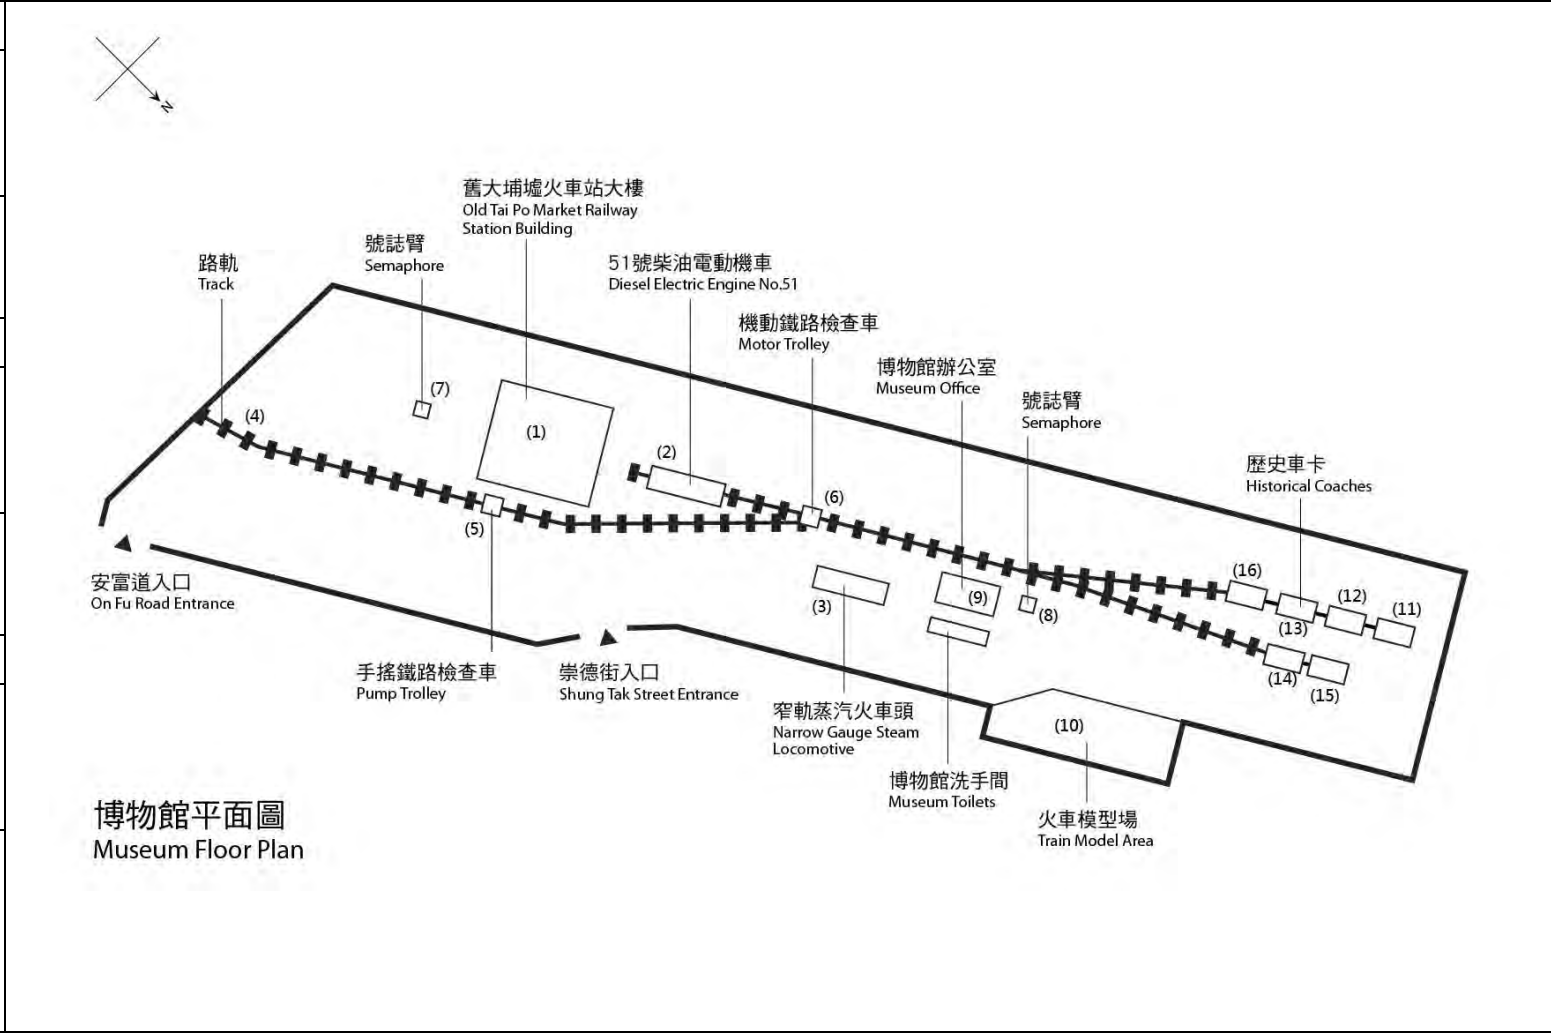 N
舊大埔墟火車站大樓
Old Tai Po Market Railway
Station Building
號誌臂
Semaphore
路軌
Track
51號柴油電動機車
Diesel Electric Engine No.51
機動鐵路檢查車
Motor Trolley
博物館辦公室
Museum Office
號誌臂
Semaphore
歷史車卡
Historical Coaches
(7)
(4)
(1)
(2)
(6)
(5)
(3)
(9)
(8)
(16)
(13)
(12)
(11)
(14)
(15)
(10)
安富道入口
On Fu Road Entrance
手搖鐵路檢查車
Pump Trolley
崇德街入口
Shung Tak Street Entrance
窄軌蒸汽火車頭
Narrow Gauge Steam
Locomotive
博物館洗手間
Museum Toilets
火車模型場
Train Model Area
博物館平面圖
Museum Floor Plan